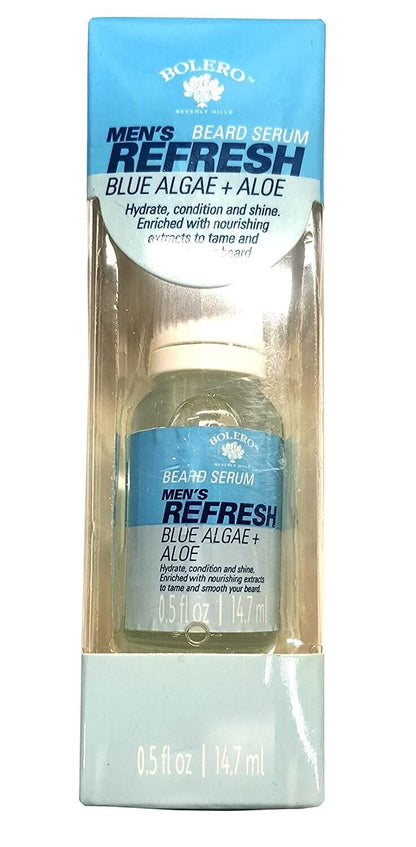 BOLERO™
BEVERLY HILLS
MEN'S BEARD SERUM
REFRESH
BLUE ALGAE + ALOE
Hydrate, condition and shine.
Enriched with nourishing
extracts to tame and
beard
BOLERO™
BEVERLY HILLS
BEARD SERUM
MEN'S
REFRESH
BLUE ALGAE +
ALOE
Hydrate, condition and shine.
Enriched with nourishing extracts
to tame and smooth your beard.
0.5 fl oz | 14.7 ml
0.5 fl oz | 14.7 ml